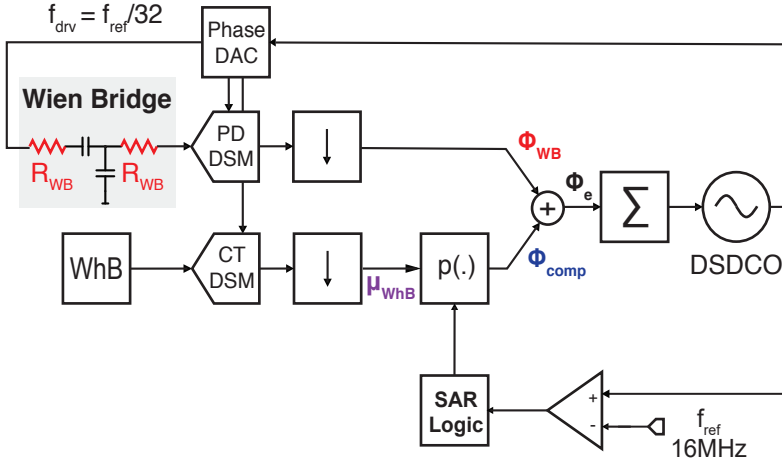 f_drv = f_ref/32
Phase
DAC
Wien Bridge
R_WB
R_WB
PD
DSM
↓
Φ_WB
Φ_e
+
Σ
DSDCO
WhB
CT
DSM
↓
μ_WhB
p(.)
Φ_comp
SAR
Logic
+
-
f_ref
16MHz